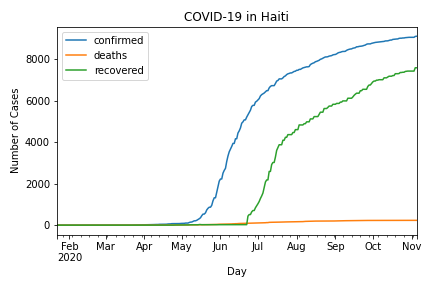 COVID-19 in Haiti
confirmed
deaths
recovered
Number of Cases
8000
6000
4000
2000
0
Feb Mar Apr May Jun Jul Aug Sep Oct Nov
2020
Day